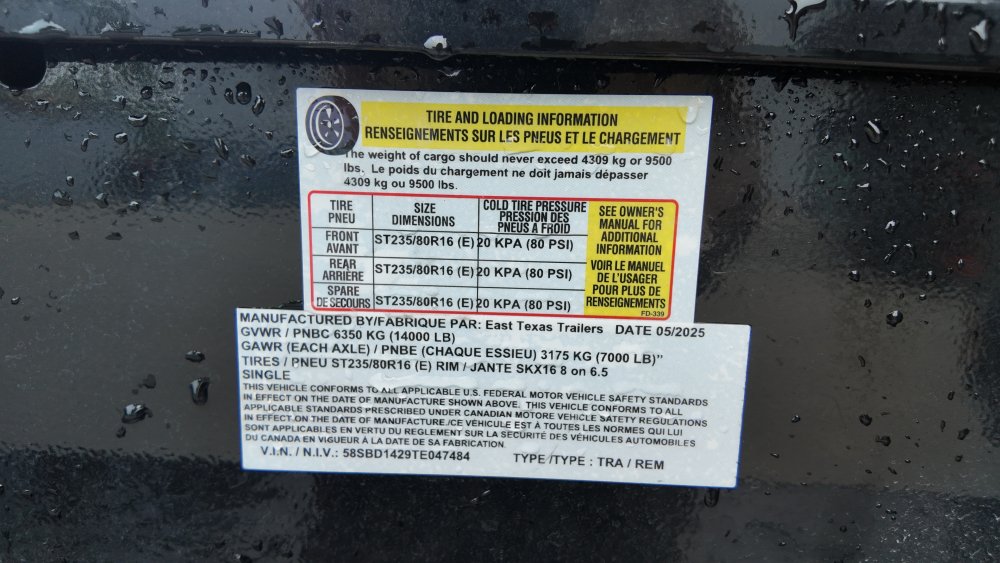 TIRE AND LOADING INFORMATION
RENSEIGNEMENTS SUR LES PNEUS ET LE CHARGEMENT
The weight of cargo should never exceed 4309 kg or 9500
lbs. Le poids du chargement ne doit jamais dépasser
4309 kg ou 9500 lbs.
TIRE PNEU SIZE DIMENSIONS COLD TIRE PRESSURE PRESSION DES PNEUS A FROID
FRONT AVANT ST235/80R16 (E) 20 KPA (80 PSI)
REAR ARRIÈRE ST235/80R16 (E) 20 KPA (80 PSI)
SPARE DE SECOURS ST235/80R16 (E) 20 KPA (80 PSI)
SEE OWNER'S
MANUAL FOR
ADDITIONAL
INFORMATION
VOIR LE MANUEL
DE L'USAGER
POUR PLUS DE
RENSEIGNEMENTS
FD-339
MANUFACTURED BY/FABRIQUE PAR: East Texas Trailers DATE 05/2025
GVWR / PNBC 6350 KG (14000 LB)
GAWR (EACH AXLE) / PNBE (CHAQUE ESSIEU) 3175 KG (7000 LB)"
TIRES / PNEU ST235/80R16 (E) RIM / JANTE SKX16 8 on 6.5
SINGLE
THIS VEHICLE CONFORMS TO ALL APPLICABLE U.S. FEDERAL MOTOR VEHICLE SAFETY STANDARDS
IN EFFECT ON THE DATE OF MANUFACTURE SHOWN ABOVE. THIS VEHICLE CONFORMS TO ALL
APPLICABLE STANDARDS PRESCRIBED UNDER CANADIAN MOTORE VEHICLE SAFETY REGULATIONS
IN EFFECT ON THE DATE OF MANUFACTURE./CE VÉHICULE EST À TOUTES LES NORMES QUI LUI
SONT APPLICABLES EN VERTU DU REGLEMENT SUR LA SÉCURITÉ DES VÉHICULES AUTOMOBILES
DU CANADA EN VIGUEUR À LA DATE DE SA FABRICATION.
V.I.N. / N.I.V.: 58SBD1429TE047484 TYPE /TYPE : TRA / REM